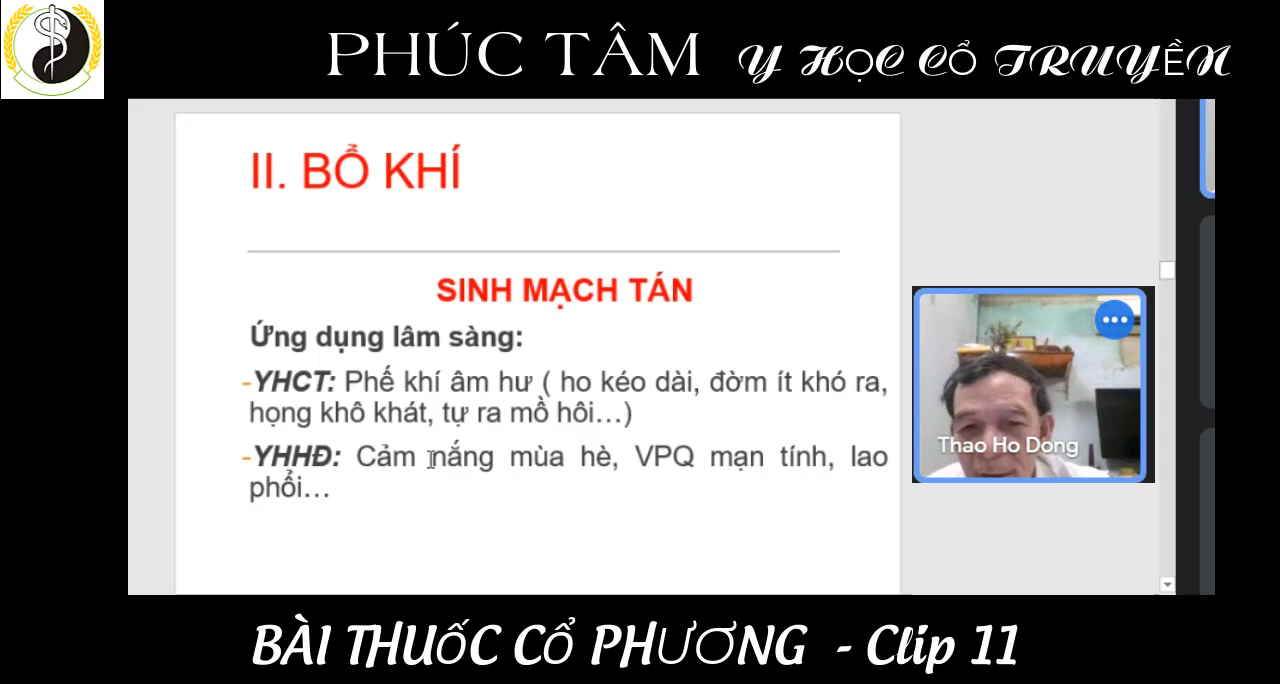 PHÚC TÂM Y HỌC CỔ TRUYỀN
II. BỔ KHÍ
SINH MẠCH TÁN
Ứng dụng lâm sàng:
-YHCT: Phế khí âm hư ( ho kéo dài, đờm ít khó ra,
họng khô khát, tự ra mồ hôi...)
-YHHĐ: Cảm nắng mùa hè, VPQ mạn tính, lao
phổi...
Thao Ho Dong
BÀI THUỐC CỔ PHƯƠNG - Clip 11